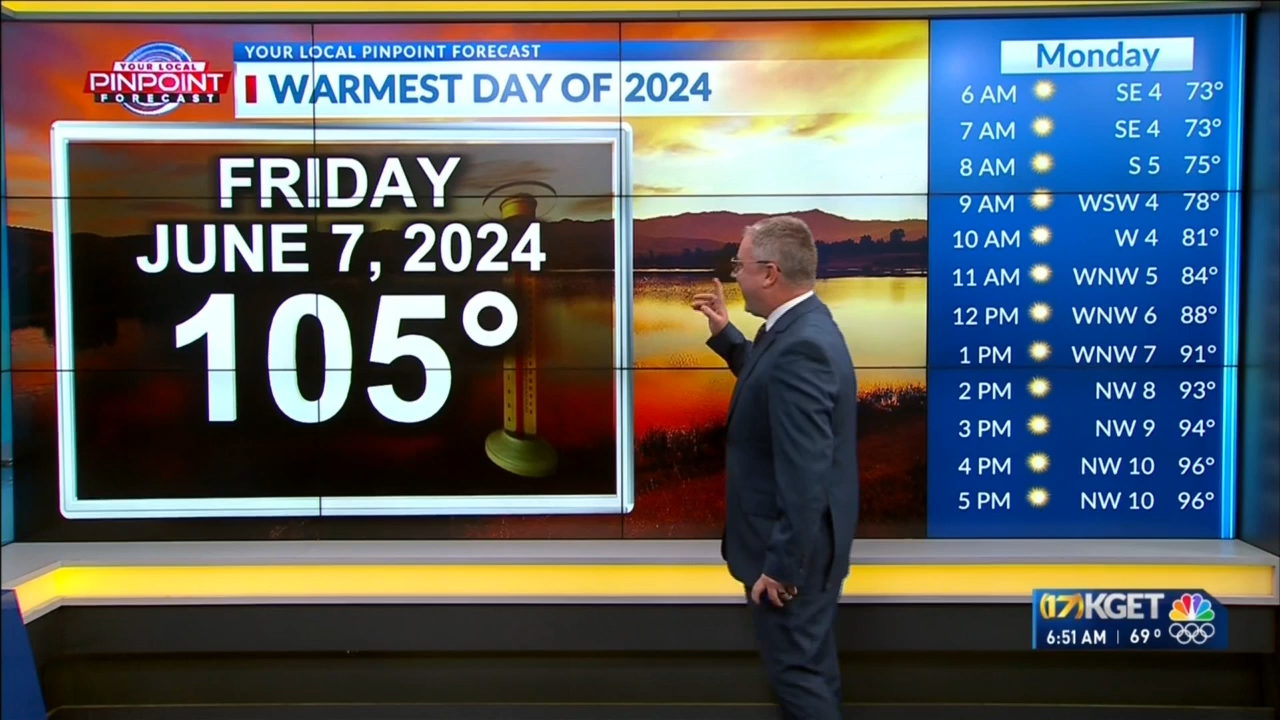 YOUR LOCAL
PINPOINT
FORECAST
YOUR LOCAL PINPOINT FORECAST
WARMEST DAY OF 2024
FRIDAY
JUNE 7, 2024
105°
Monday
6 AM SE 4 73°
7 AM SE 4 73°
8 AM S 5 75°
9 AM WSW 4 78°
10 AM W 4 81°
11 AM WNW 5 84°
12 PM WNW 6 88°
1 PM WNW 7 91°
2 PM NW 8 93°
3 PM NW 9 94°
4 PM NW 10 96°
5 PM NW 10 96°
17 KGET
6:51 AM | 69°